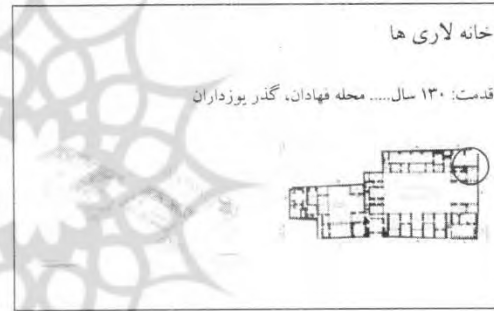 خانه لاری ها
قدمت: ۱۳۰ سال..... محله فهادان، گذر یوزداران